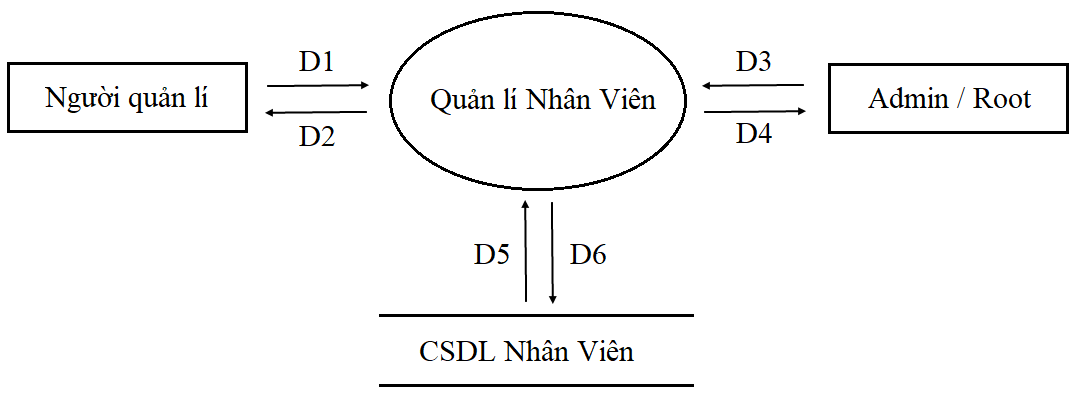 D1
D3
Người quản lí
Quản lí Nhân Viên
Admin / Root
D2
D4
D5
D6
CSDL Nhân Viên